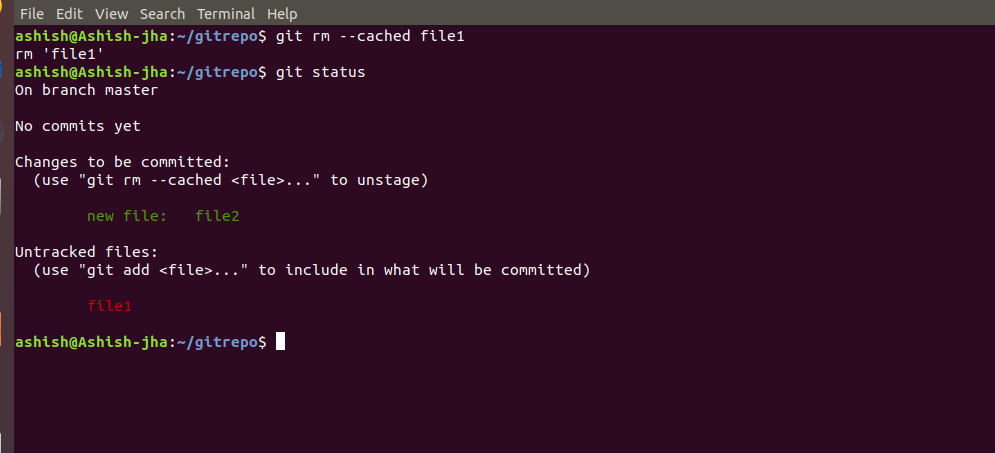 File Edit View Search Terminal Help
ashish@Ashish-jha:~/gitrepo$ git rm --cached file1
rm 'file1'
ashish@Ashish-jha:~/gitrepo$ git status
On branch master
No commits yet
Changes to be committed:
(use "git rm --cached <file>..." to unstage)
new file: file2
Untracked files:
(use "git add <file>..." to include in what will be committed)
file1
ashish@Ashish-jha:~/gitrepo$